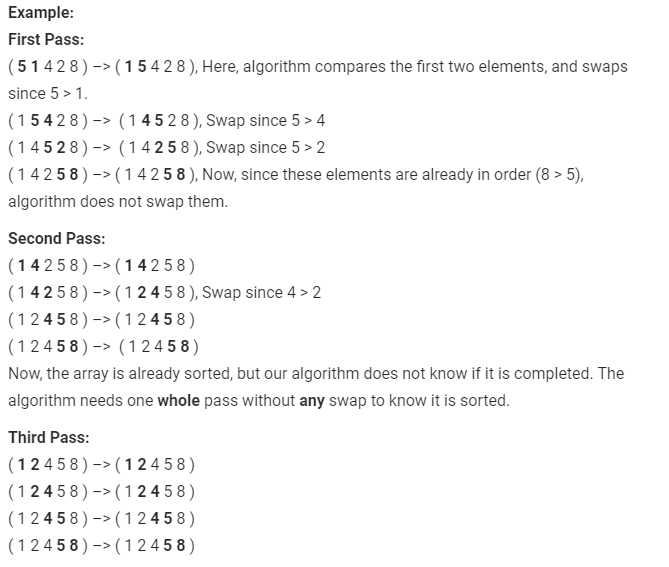 Example:
First Pass:
( 5 1 4 2 8 ) –> ( 1 5 4 2 8 ), Here, algorithm compares the first two elements, and swaps
since 5 > 1.
( 1 5 4 2 8 ) –> ( 1 4 5 2 8 ), Swap since 5 > 4
( 1 4 5 2 8 ) –> ( 1 4 2 5 8 ), Swap since 5 > 2
( 1 4 2 5 8 ) –> ( 1 4 2 5 8 ), Now, since these elements are already in order (8 > 5),
algorithm does not swap them.
Second Pass:
( 1 4 2 5 8 ) –> ( 1 4 2 5 8 )
( 1 4 2 5 8 ) –> ( 1 2 4 5 8 ), Swap since 4 > 2
( 1 2 4 5 8 ) –> ( 1 2 4 5 8 )
( 1 2 4 5 8 ) –> ( 1 2 4 5 8 )
Now, the array is already sorted, but our algorithm does not know if it is completed. The
algorithm needs one whole pass without any swap to know it is sorted.
Third Pass:
( 1 2 4 5 8 ) –> ( 1 2 4 5 8 )
( 1 2 4 5 8 ) –> ( 1 2 4 5 8 )
( 1 2 4 5 8 ) –> ( 1 2 4 5 8 )
( 1 2 4 5 8 ) –> ( 1 2 4 5 8 )